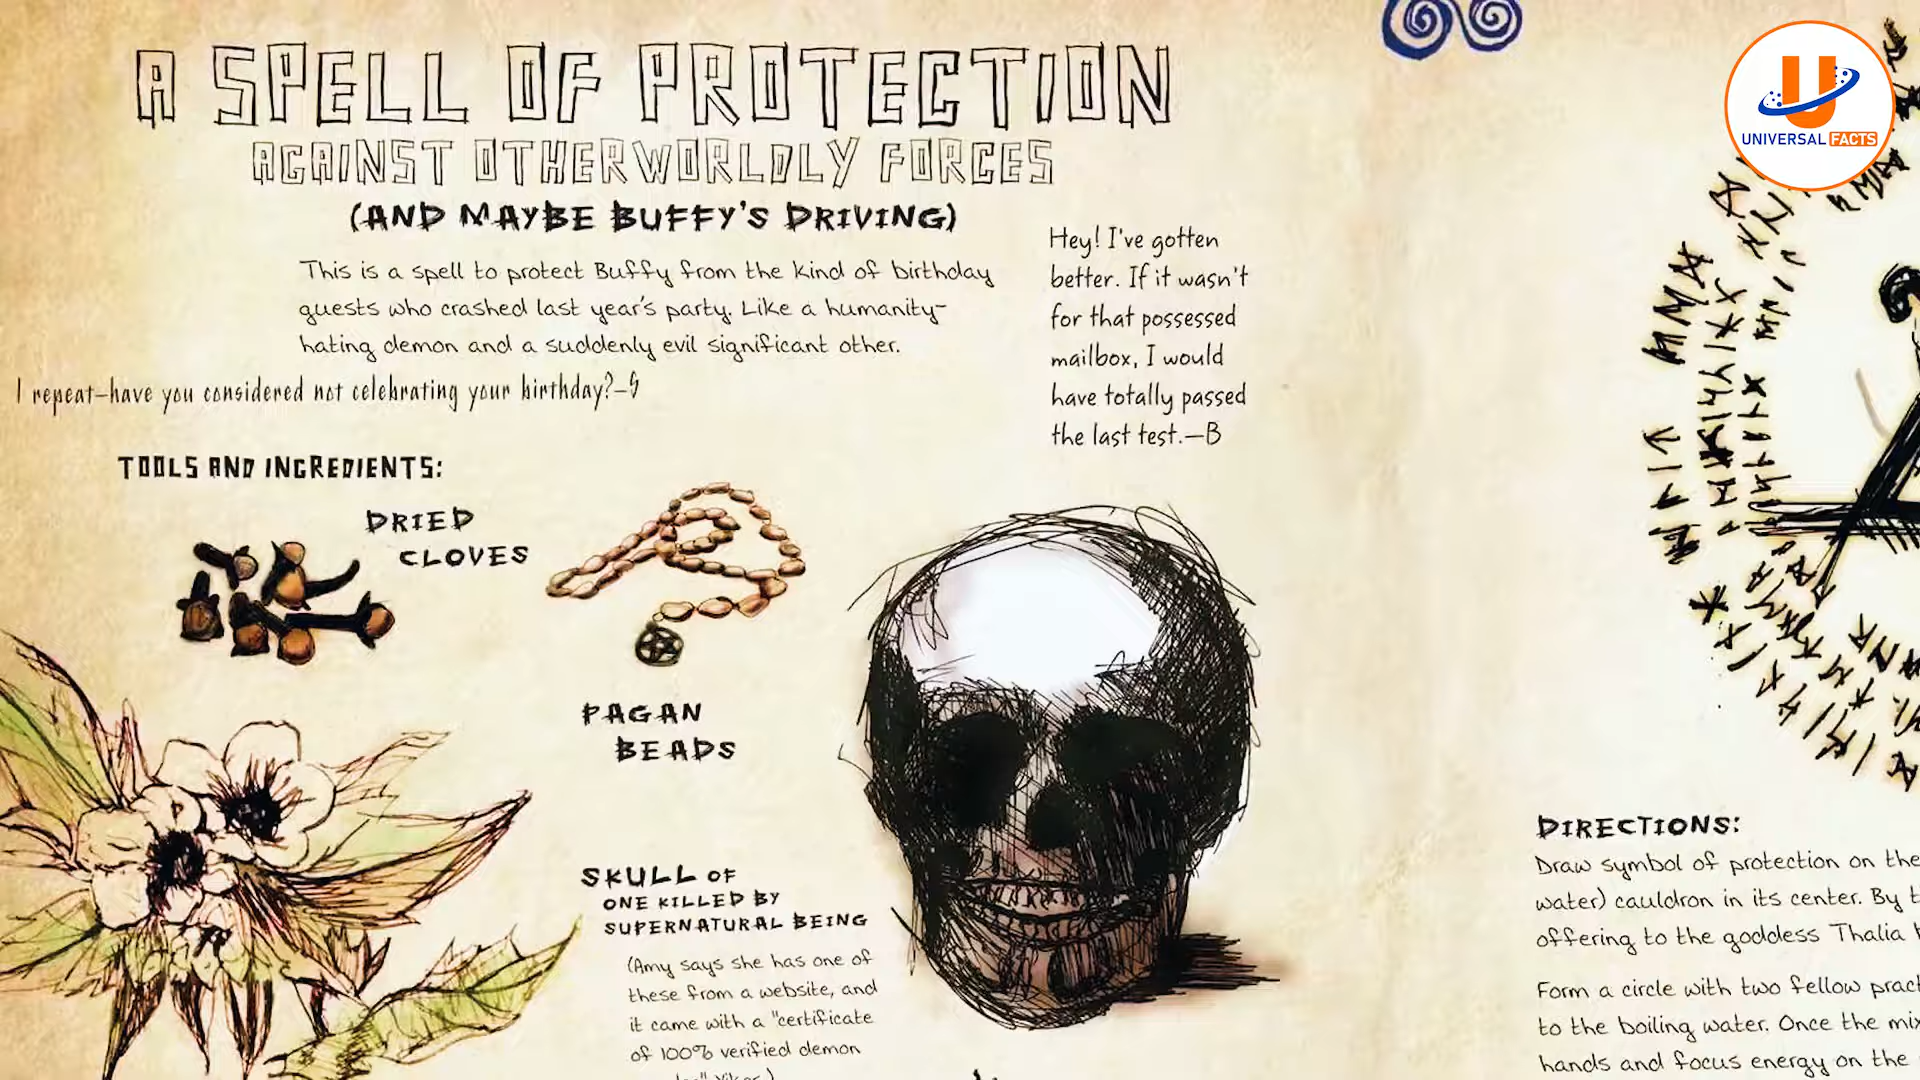 A SPELL OF PROTECTION
AGAINST OTHERWORLDLY FORCES
(AND MAYBE BUFFY'S DRIVING)
This is a spell to protect Buffy from the kind of birthday
guests who crashed last year's party. Like a humanity-
hating demon and a suddenly evil significant other.
Hey! I've gotten
better. If it wasn't
for that possessed
mailbox, I would
have totally passed
the last test.—B
I repeat—have you considered not celebrating your birthday?—G
TOOLS AND INGREDIENTS:
DRIED
CLOVES
PAGAN
BEADS
SKULL OF
ONE KILLED BY
SUPERNATURAL BEING
(Amy says she has one of
these from a website, and
it came with a "certificate
of 100% verified demon
DIRECTIONS:
Draw symbol of protection on the
water) cauldron in its center. By
offering to the goddess Thalia
Form a circle with two fellow
to the boiling water. Once the
hands and focus energy on the
UNIVERSAL FACTS